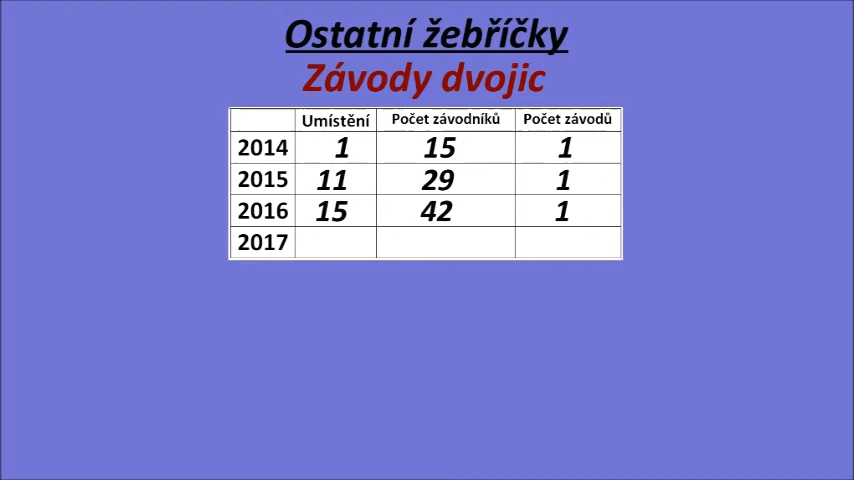 Ostatní žebříčky
Závody dvojic
Umístění Počet závodníků Počet závodů
2014 1 15 1
2015 11 29 1
2016 15 42 1
2017